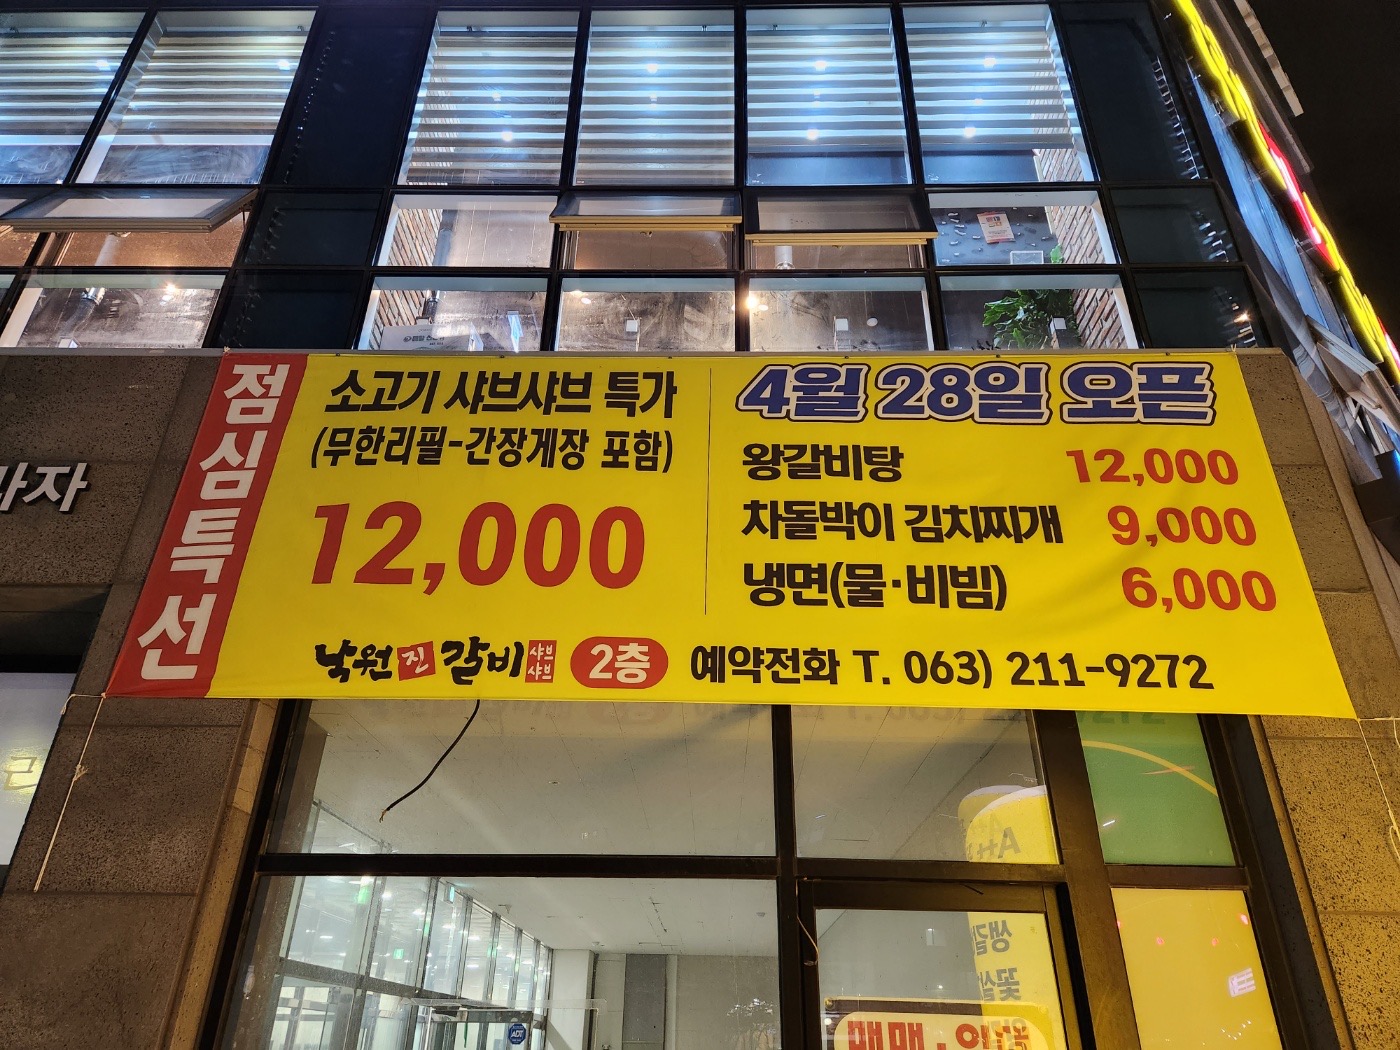 점심특선
소고기 샤브샤브 특가
(무한리필-간장게장 포함)
12,000
4월 28일 오픈
왕갈비탕 12,000
차돌박이 김치찌개 9,000
냉면(물·비빔) 6,000
낙원 진 갈비 샤브샤브 2층 예약전화 T. 063) 211-9272
ADT